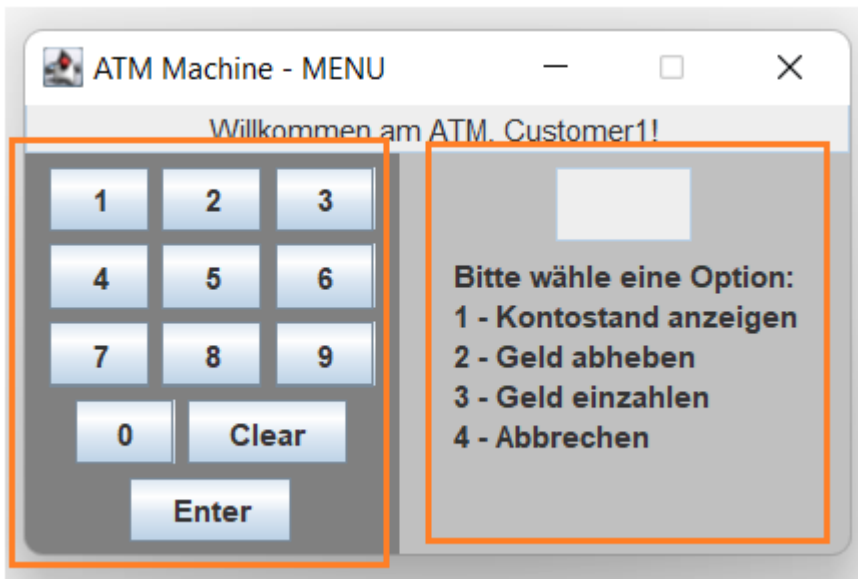 ATM Machine - MENU
Willkommen am ATM, Customer1!
1 2 3
4 5 6
7 8 9
0 Clear
Enter
Bitte wähle eine Option:
1 - Kontostand anzeigen
2 - Geld abheben
3 - Geld einzahlen
4 - Abbrechen